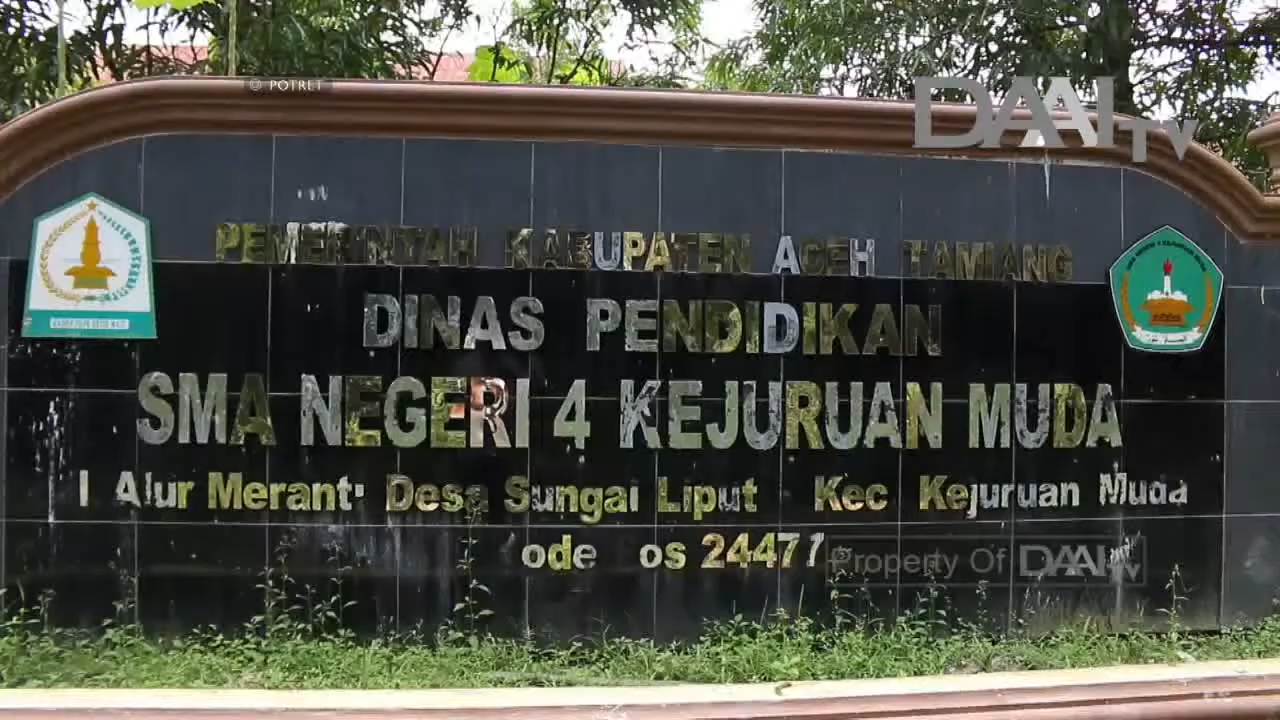 © POTRET
DAAI TV
PEMERINTAH KABUPATEN ACEH TAMIANG
DINAS PENDIDIKAN
SMA NEGERI 4 KEJURUAN MUDA
l Alur Merant Desa Sungai Liput Kec Kejuruan Muda
ode os 24477
Property Of DAAI TV